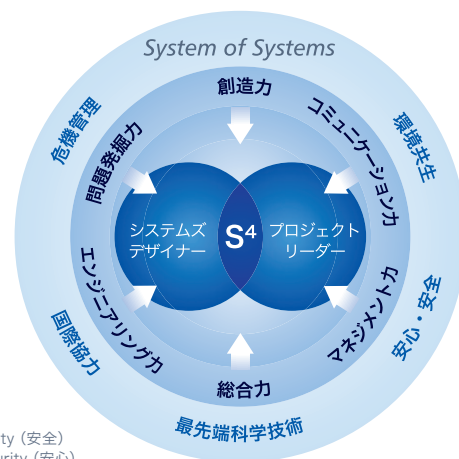 System of Systems
危機管理
環境共生
国際協力
安心・安全
最先端科学技術
創造力
問題発掘力
コミュニケーション力
エンジニアリング力
マネジメント力
総合力
システムズ
デザイナー
S⁴
プロジェクト
リーダー
ty（安全）
urity（安心）